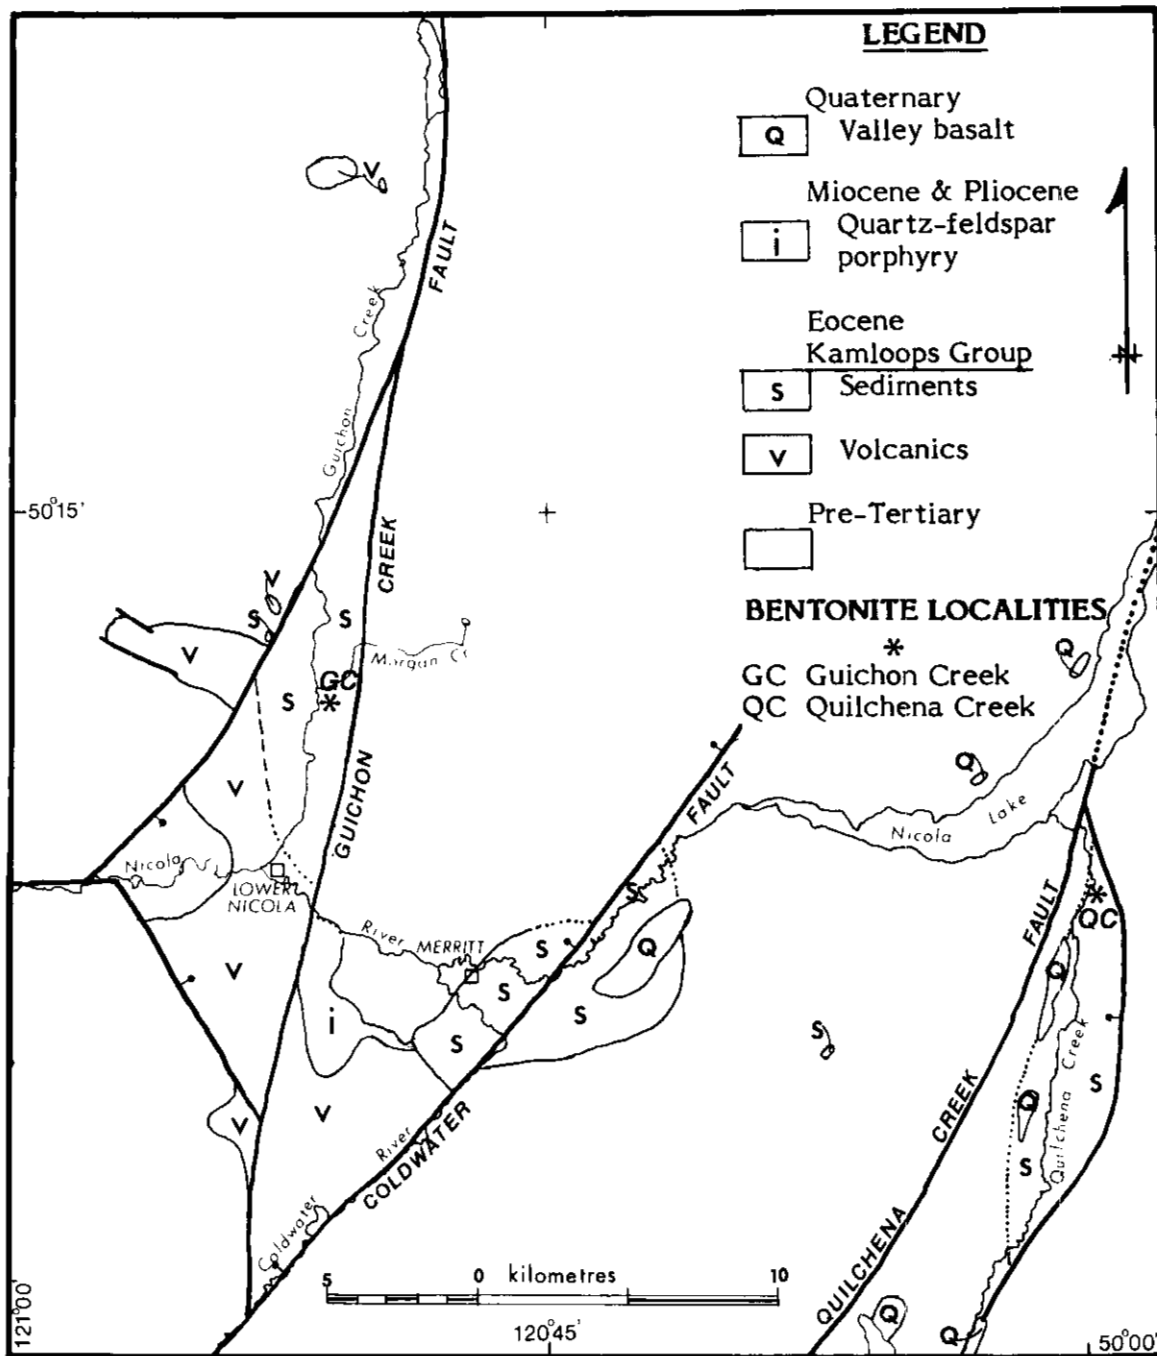 LEGEND
Quaternary
Q Valley basalt
Miocene & Pliocene
i Quartz-feldspar
porphyry
Eocene
Kamloops Group
S Sediments
V Volcanics
Pre-Tertiary
BENTONITE LOCALITIES
*
GC Guichon Creek
QC Quilchena Creek
N
V
FAULT
Guichon Creek
50°15'
CREEK
V
S
S
V
Morgan Cr
GC
*
S
Q
Q
V
GUICHON
FAULT
Nicola Lake
Nicola
LOWER
NICOLA
River
MERRITT
S
S
Q
*
QC
FAULT
V
S
Q
i
S
S
S
S
V
V
Q
CREEK
S
Quilchena Creek
River
COLDWATER
Coldwater
QUILCHENA
5 0 kilometres 10
Q
Q
121°00'
120°45'
50°00'